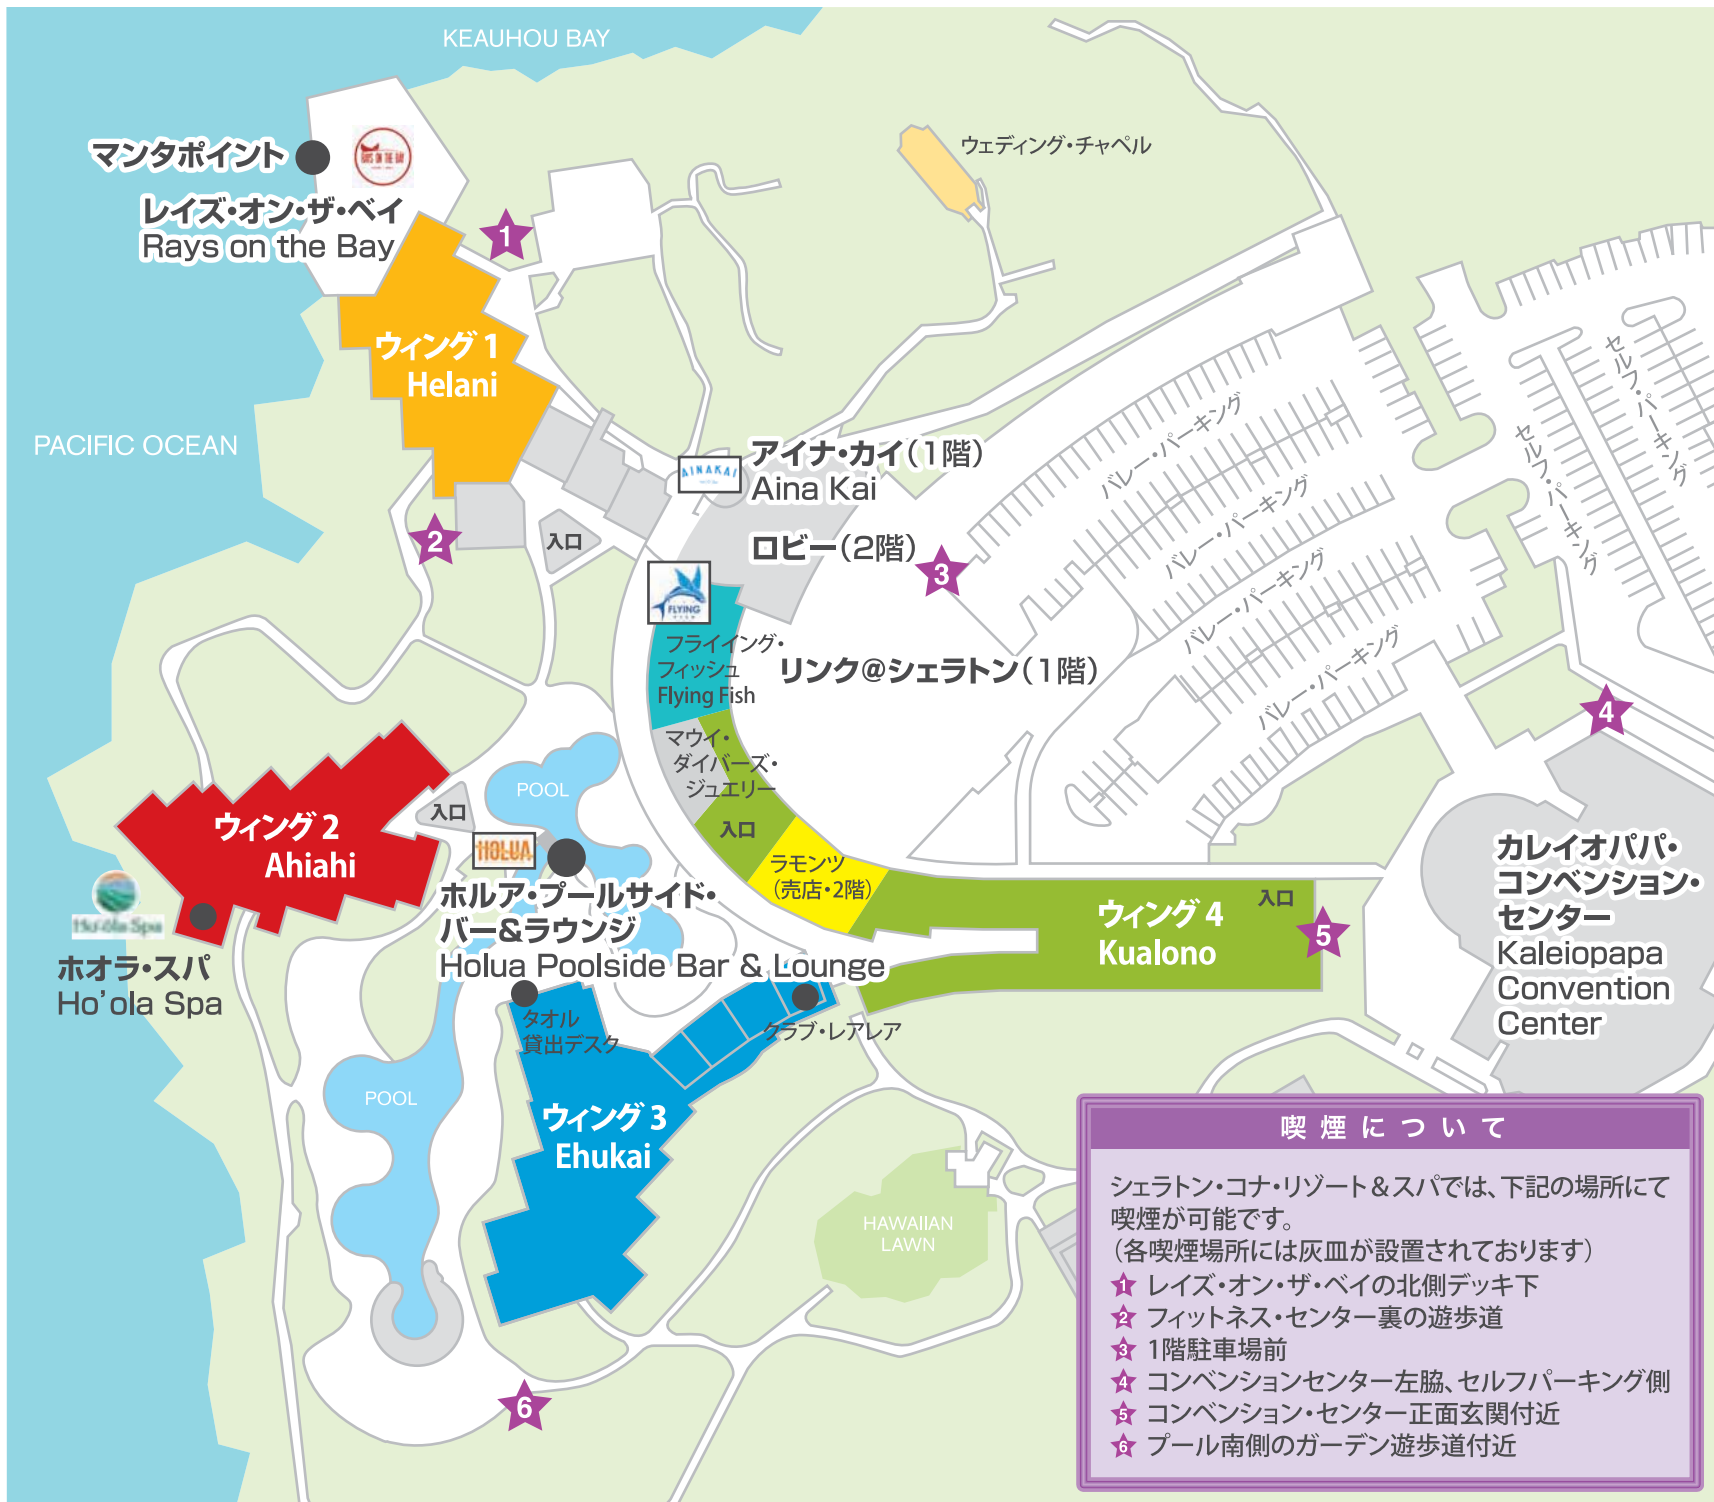 KEAUHOU BAY
マンタポイント
レイズ・オン・ザ・ベイ
Rays on the Bay
ウェディング・チャペル
1
ウィング 1
Helani
PACIFIC OCEAN
AINAKAI
アイナ・カイ（1階）
Aina Kai
ロビー（2階）
2
入口
3
FLYING
フライイング・
フィッシュ
Flying Fish
リンク@シェラトン（1階）
マウイ・
ダイバーズ・
ジュエリー
入口
ラモンツ
（売店・2階）
バレー・パーキング
バレー・パーキング
バレー・パーキング
バレー・パーキング
セルフ・パーキング
セルフ・パーキング
4
POOL
入口
ウィング 2
Ahiahi
HOLUA
ホルア・プールサイド・
バー&ラウンジ
Holua Poolside Bar & Lounge
Ho'ola Spa
ホオラ・スパ
Ho'ola Spa
入口
ウィング 4
Kualono
5
カレイオパパ・
コンベンション・
センター
Kaleiopapa
Convention
Center
タオル
貸出デスク
クラブ・レアレア
POOL
ウィング 3
Ehukai
HAWAIIAN
LAWN
6
喫煙について
シェラトン・コナ・リゾート&スパでは、下記の場所にて
喫煙が可能です。
（各喫煙場所には灰皿が設置されております）
1 レイズ・オン・ザ・ベイの北側デッキ下
2 フィットネス・センター裏の遊歩道
3 1階駐車場前
4 コンベンションセンター左脇、セルフパーキング側
5 コンベンション・センター正面玄関付近
6 プール南側のガーデン遊歩道付近